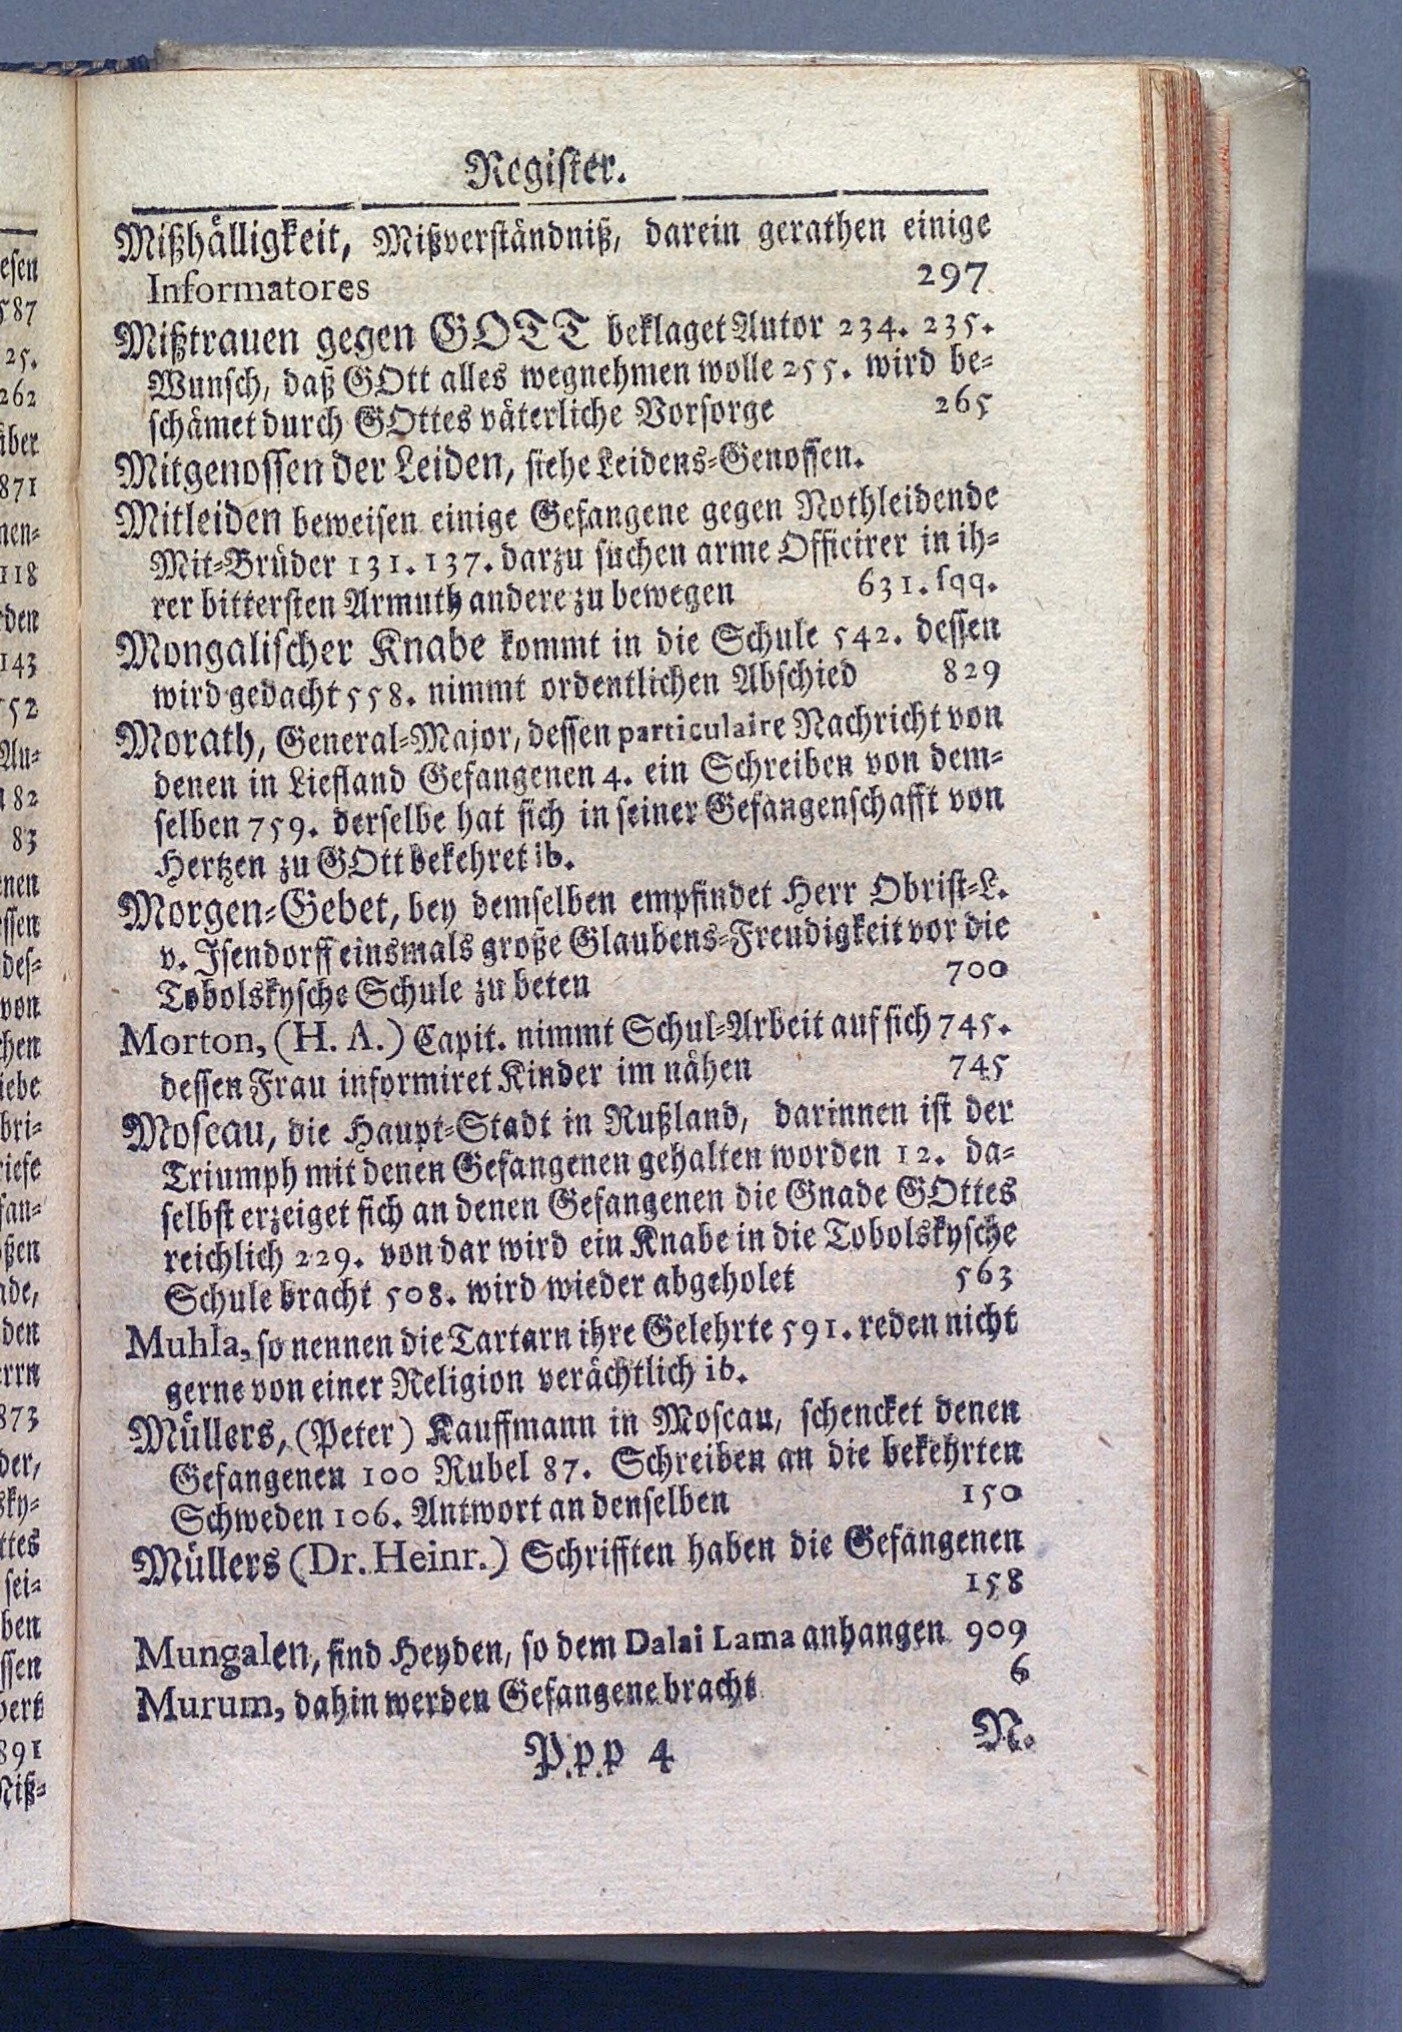 Register.
Mißhälligkeit, Mißverständniß, darein gerathen einige
Informatores 297
Mißtrauen gegen GOTT beklaget Autor 234. 235.
Wunsch, daß GOtt alles wegnehmen wolle 255. wird be-
schämet durch GOttes väterliche Vorsorge 265
Mitgenossen der Leiden, siehe Leidens-Genossen.
Mitleiden beweisen einige Gefangene gegen Nothleidende
Mit-Brüder 131. 137. darzu suchen arme Officirer in ih-
rer bittersten Armuth andere zu bewegen 631. sqq.
Mongalischer Knabe kommt in die Schule 542. dessen
wird gedacht 558. nimmt ordentlichen Abschied 829
Morath, General-Major, dessen particulaire Nachricht von
denen in Liefland Gefangenen 4. ein Schreiben von dem-
selben 759. derselbe hat sich in seiner Gefangenschafft von
Hertzen zu GOtt bekehret ib.
Morgen-Gebet, bey demselben empfindet Herr Obrist-L.
v. Isendorff einsmals große Glaubens-Freudigkeit vor die
Tobolskysche Schule zu beten 700
Morton, (H. A.) Capit. nimmt Schul-Arbeit auf sich 745.
dessen Frau informiret Kinder im nähen 745
Moscau, die Haupt-Stadt in Rußland, darinnen ist der
Triumph mit denen Gefangenen gehalten worden 12. da-
selbst erzeiget sich an denen Gefangenen die Gnade GOttes
reichlich 229. von dar wird ein Knabe in die Tobolskysche
Schule bracht 508. wird wieder abgeholet 563
Muhla, so nennen die Tartarn ihre Gelehrte 591. reden nicht
gerne von einer Religion verächtlich ib.
Müllers, (Peter) Kauffmann in Moscau, schencket denen
Gefangenen 100 Rubel 87. Schreiben an die bekehrten
Schweden 106. Antwort an denselben 150
Müllers (Dr. Heinr.) Schrifften haben die Gefangenen
158
Mungalen, sind Heyden, so dem Dalai Lama anhangen 909
Murum, dahin werden Gefangene bracht 6
Ppp 4 N.